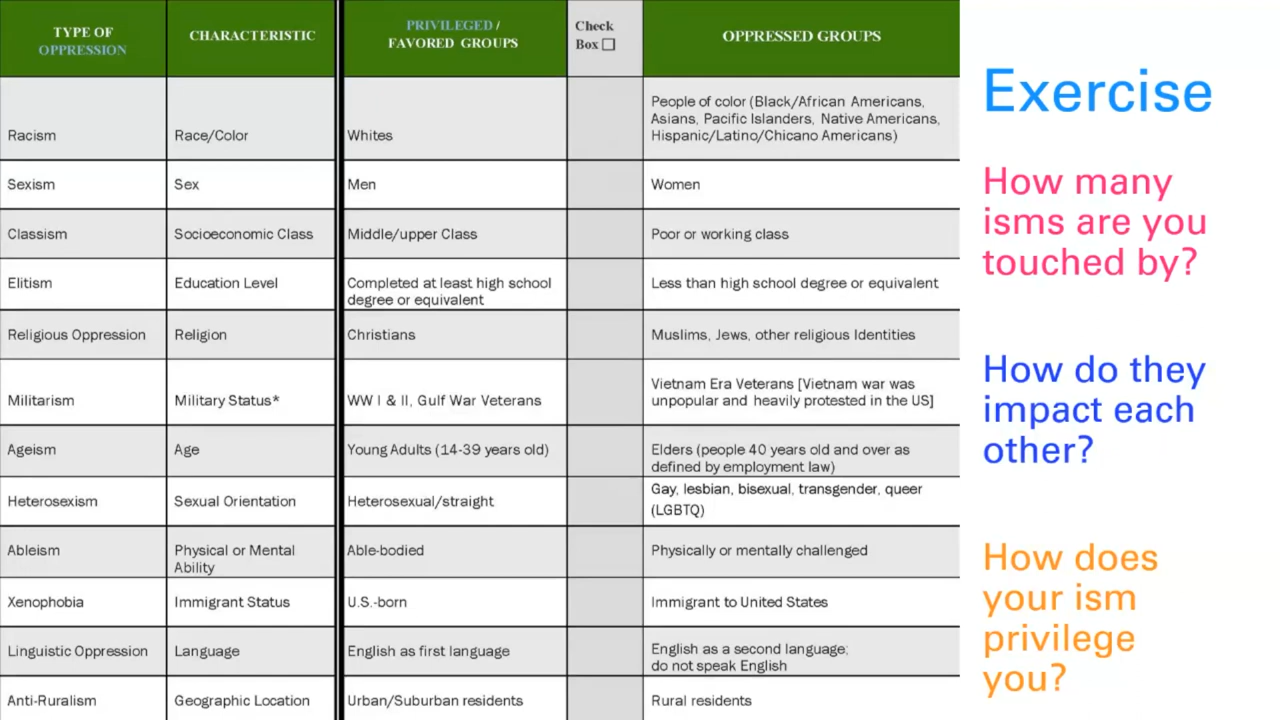 TYPE OF
OPPRESSION
CHARACTERISTIC
PRIVILEGED /
FAVORED GROUPS
Check
Box □
OPPRESSED GROUPS
Racism
Race/Color
Whites
People of color (Black/African Americans,
Asians, Pacific Islanders, Native Americans,
Hispanic/Latino/Chicano Americans)
Sexism
Sex
Men
Women
Classism
Socioeconomic Class
Middle/upper Class
Poor or working class
Elitism
Education Level
Completed at least high school
degree or equivalent
Less than high school degree or equivalent
Religious Oppression
Religion
Christians
Muslims, Jews, other religious Identities
Militarism
Military Status*
WW I & II, Gulf War Veterans
Vietnam Era Veterans [Vietnam war was
unpopular and heavily protested in the US]
Ageism
Age
Young Adults (14-39 years old)
Elders (people 40 years old and over as
defined by employment law)
Heterosexism
Sexual Orientation
Heterosexual/straight
Gay, lesbian, bisexual, transgender, queer
(LGBTQ)
Ableism
Physical or Mental
Ability
Able-bodied
Physically or mentally challenged
Xenophobia
Immigrant Status
U.S.-born
Immigrant to United States
Linguistic Oppression
Language
English as first language
English as a second language;
do not speak English
Anti-Ruralism
Geographic Location
Urban/Suburban residents
Rural residents
Exercise
How many
isms are you
touched by?
How do they
impact each
other?
How does
your ism
privilege
you?